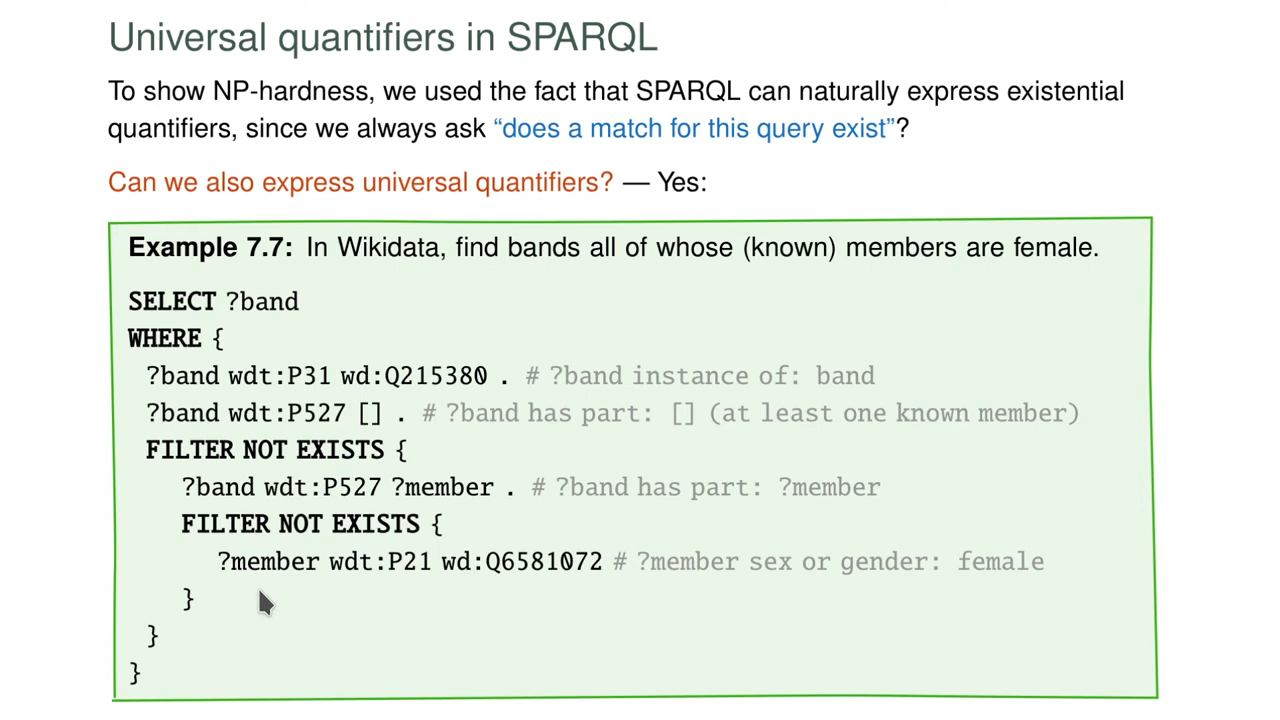 Universal quantifiers in SPARQL
To show NP-hardness, we used the fact that SPARQL can naturally express existential
quantifiers, since we always ask “does a match for this query exist”?
Can we also express universal quantifiers? — Yes:
Example 7.7: In Wikidata, find bands all of whose (known) members are female.
SELECT ?band
WHERE {
?band wdt:P31 wd:Q215380 . # ?band instance of: band
?band wdt:P527 [] . # ?band has part: [] (at least one known member)
FILTER NOT EXISTS {
?band wdt:P527 ?member . # ?band has part: ?member
FILTER NOT EXISTS {
?member wdt:P21 wd:Q6581072 # ?member sex or gender: female
}
}
}